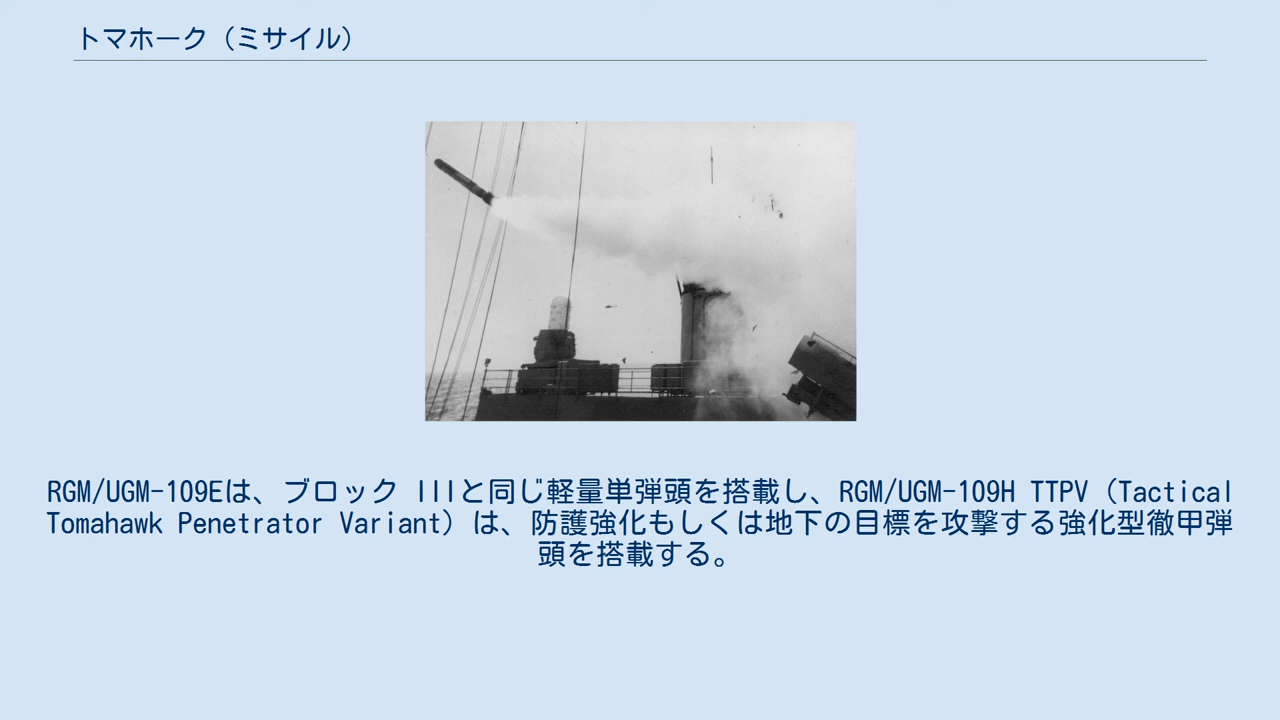 トマホーク（ミサイル）
RGM/UGM-109Eは、ブロック IIIと同じ軽量単弾頭を搭載し、RGM/UGM-109H TTPV（Tactical
Tomahawk Penetrator Variant）は、防護強化もしくは地下の目標を攻撃する強化型徹甲弾
頭を搭載する。